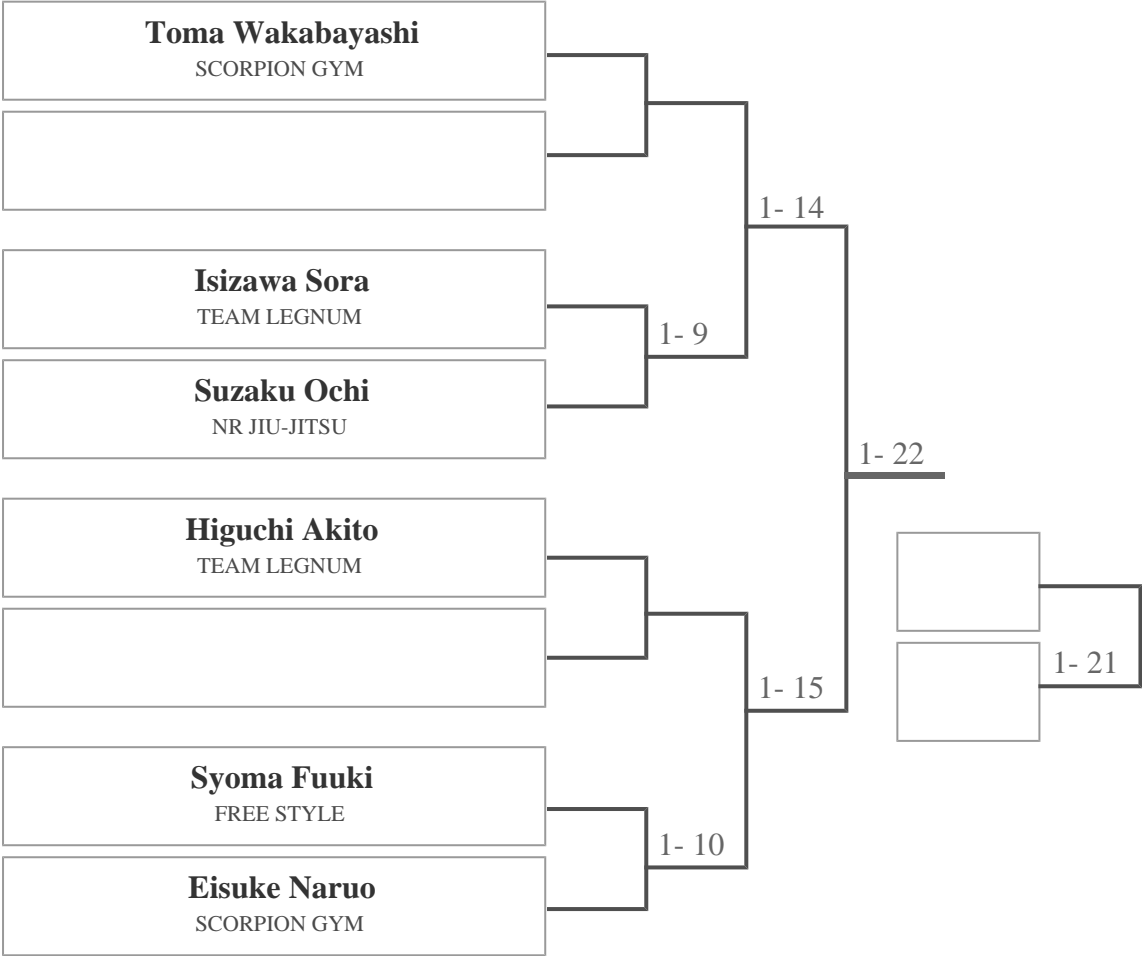 Toma Wakabayashi
SCORPION GYM
1- 14
Isizawa Sora
TEAM LEGNUM
1- 9
Suzaku Ochi
NR JIU-JITSU
1- 22
Higuchi Akito
TEAM LEGNUM
1- 21
1- 15
Syoma Fuuki
FREE STYLE
1- 10
Eisuke Naruo
SCORPION GYM